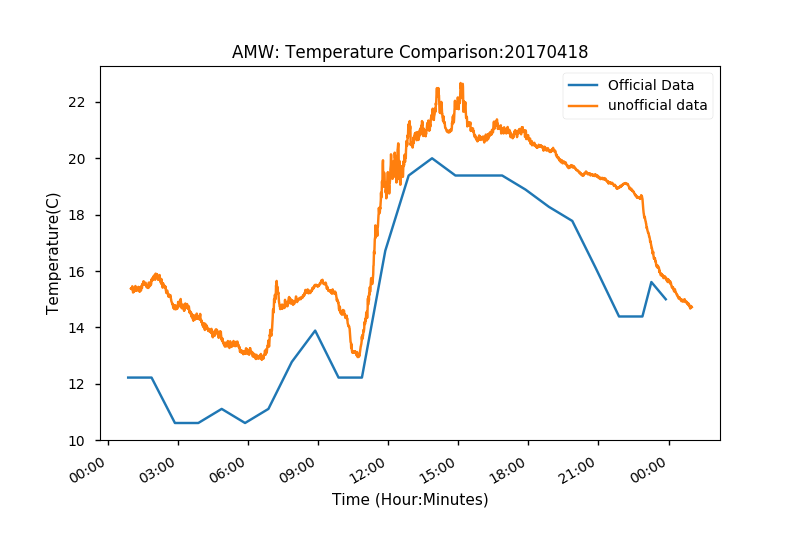 AMW: Temperature Comparison:20170418
Official Data
unofficial data
Temperature(C)
22
20
18
16
14
12
10
00:00 03:00 06:00 09:00 12:00 15:00 18:00 21:00 00:00
Time (Hour:Minutes)